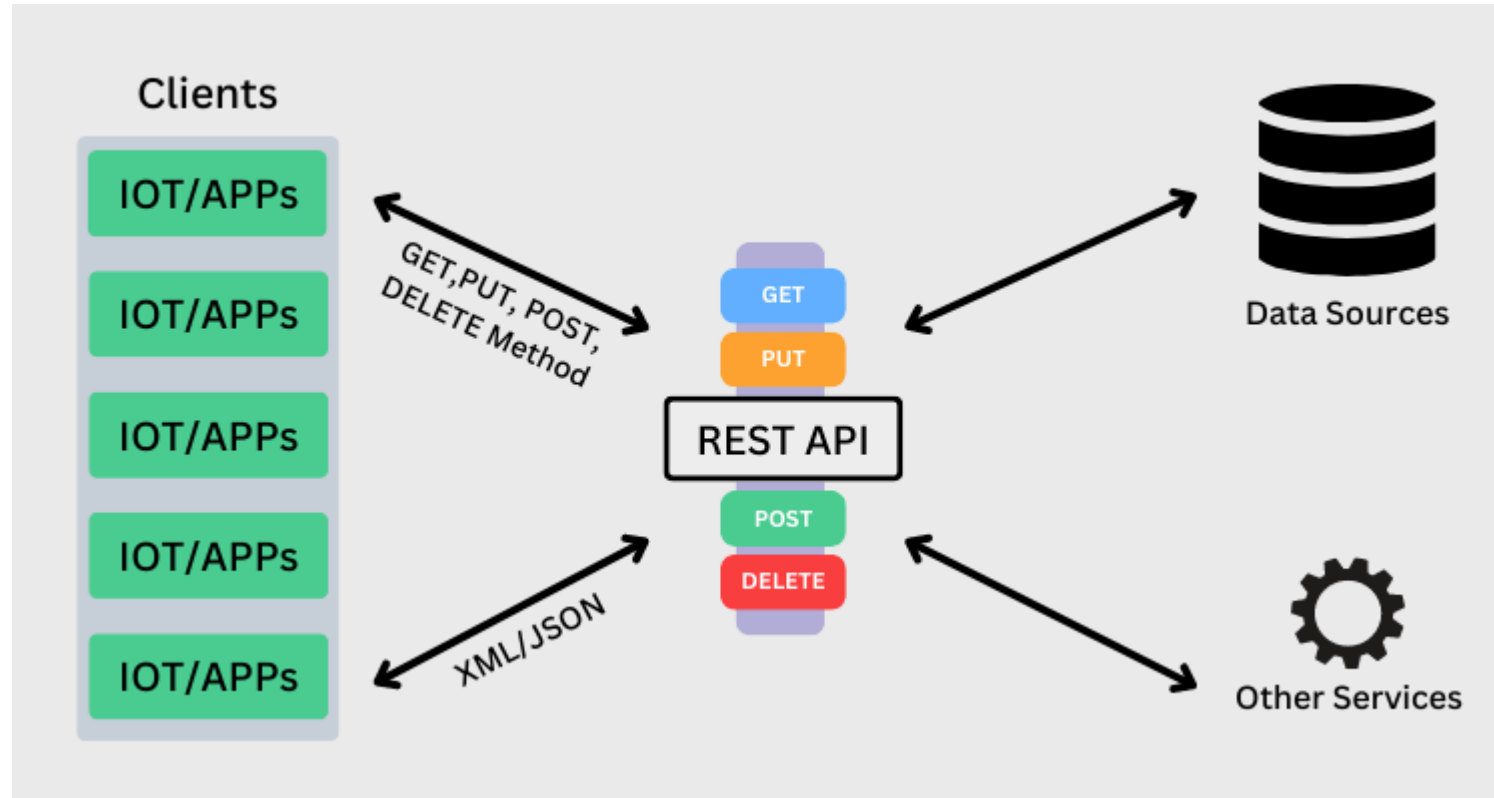 Clients
IOT/APPs
IOT/APPs
IOT/APPs
IOT/APPs
IOT/APPs
GET,PUT, POST,
DELETE Method
XML/JSON
GET
PUT
REST API
POST
DELETE
Data Sources
Other Services